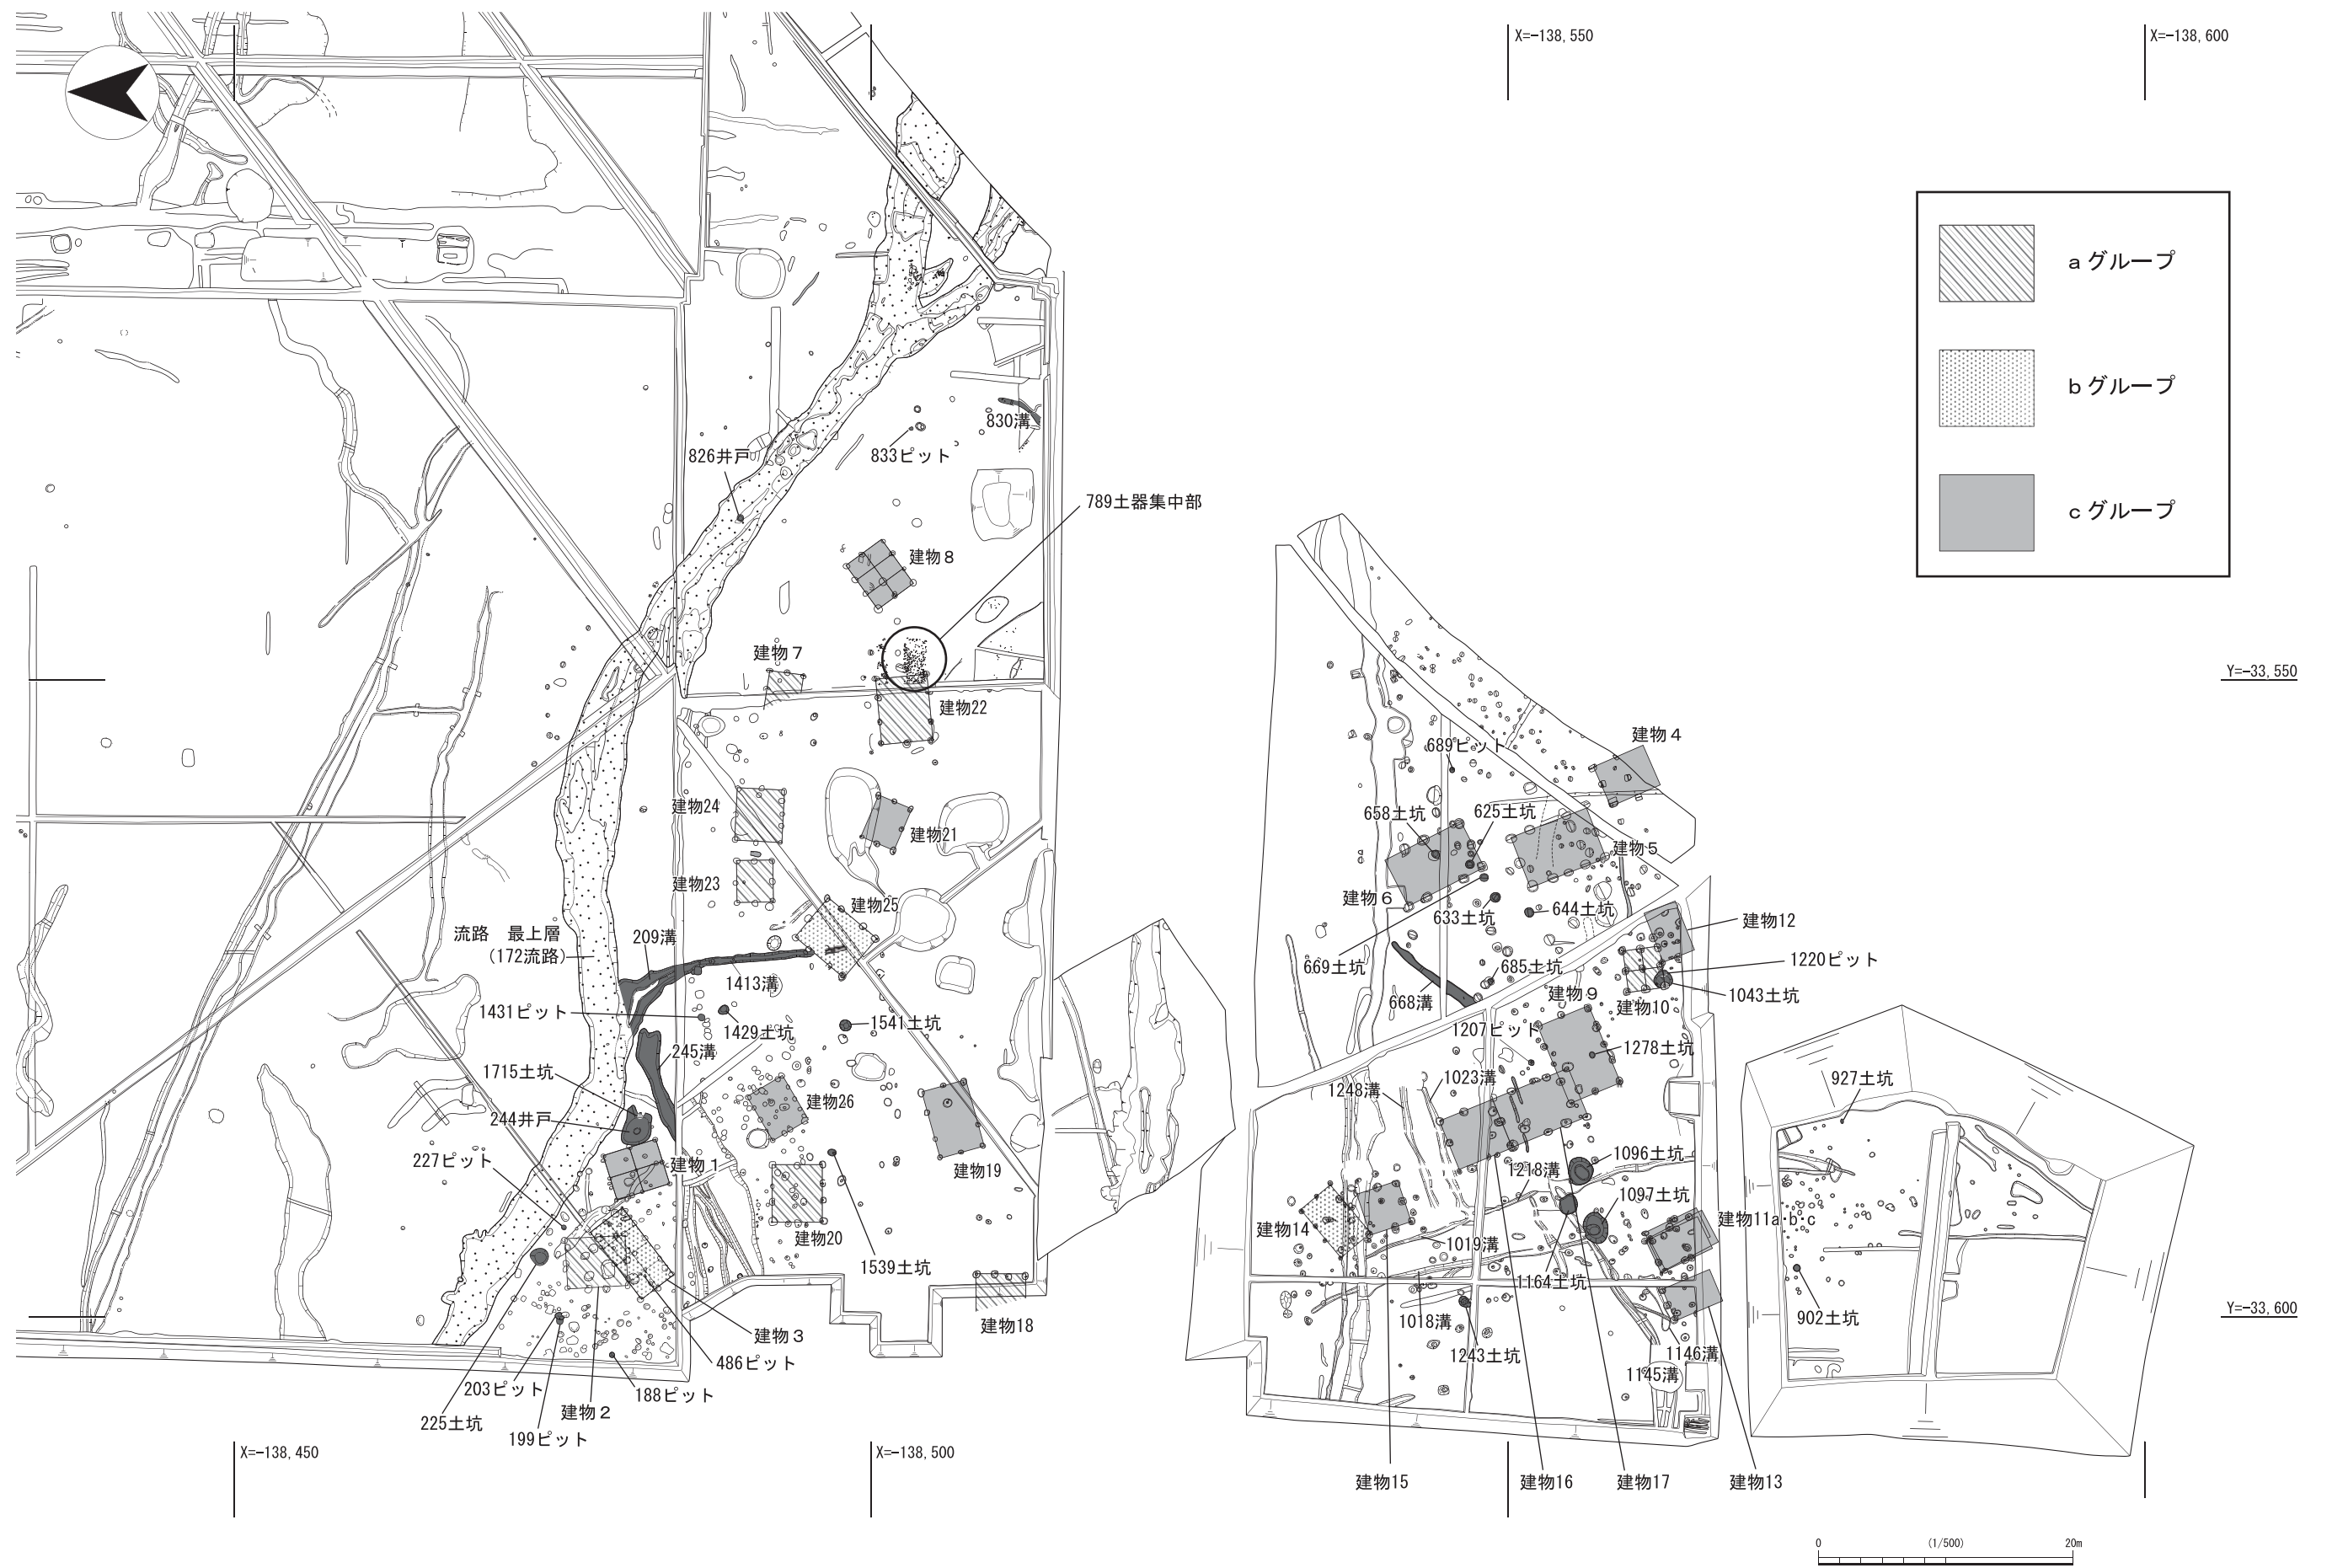 X=-138,550
X=-138,600
aグループ
bグループ
cグループ
830溝
826井戸
833ピット
789土器集中部
建物8
建物7
建物22
Y=-33,550
建物4
689ピット
建物24
658土坑
625土坑
建物21
建物5
建物23
建物6
建物25
633土坑
644土坑
建物12
流路 最上層
(172流路)
209溝
669土坑
685土坑
1220ピット
1413溝
668溝
建物9
建物10
1043土坑
1431ピット
1429土坑
1541土坑
1207ピット
245溝
1278土坑
1715土坑
1248溝
1023溝
927土坑
建物26
244井戸
227ピット
建物1
建物19
1218溝
1096土坑
1097土坑
建物14
建物11a・b・c
建物20
1019溝
1539土坑
1164土坑
Y=-33,600
902土坑
建物18
1018溝
建物3
486ピット
1243土坑
1146溝
1145溝
203ピット
188ピット
建物2
225土坑
199ピット
X=-138,450
X=-138,500
建物15
建物16
建物17
建物13
0
(1/500)
20m